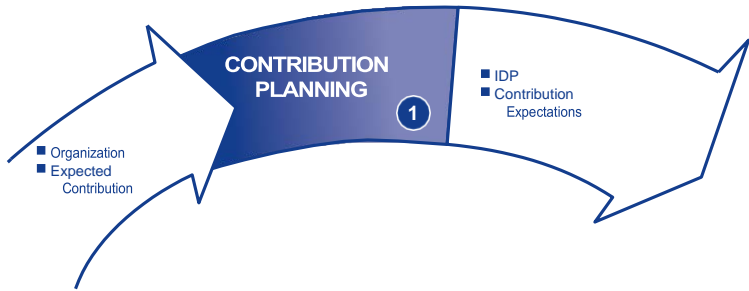 CONTRIBUTION
PLANNING
1
Organization
Expected
Contribution
IDP
Contribution
Expectations